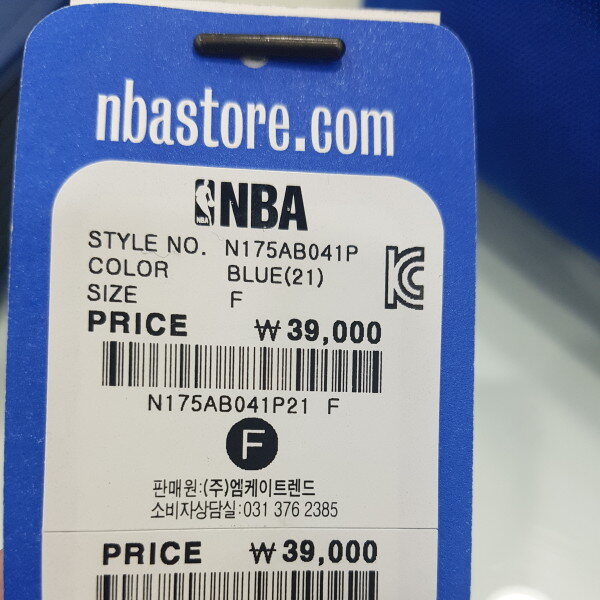 nbastore.com
NBA NBA
STYLE NO. N175AB041P
COLOR BLUE(21)
SIZE F
PRICE ₩ 39,000
N175AB041P21 F
F
판매원:(주)엠케이트렌드
소비자상담실:031 376 2385
PRICE ₩ 39,000